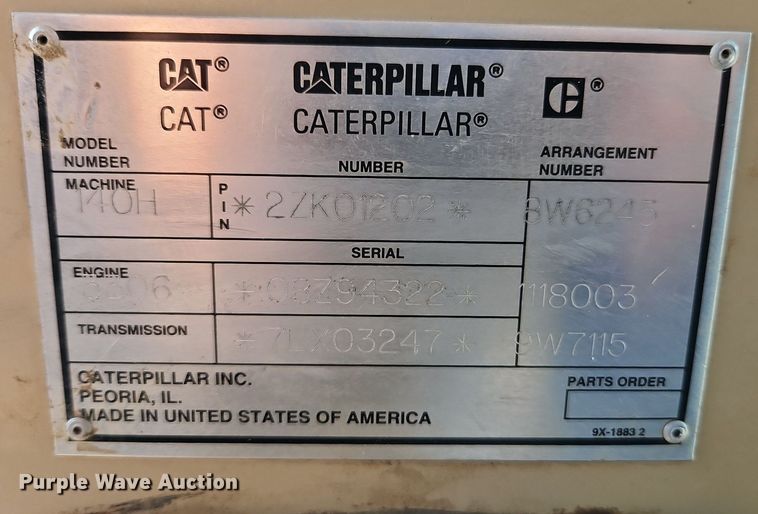 CAT® CATERPILLAR® C®
CAT® CATERPILLAR®
MODEL NUMBER NUMBER ARRANGEMENT NUMBER
MACHINE 140H PIN *2ZK01202* 8W6245
SERIAL
ENGINE 3306 *08Z94322* 1118003
TRANSMISSION *7LX03247* 9W7115
CATERPILLAR INC.
PEORIA, IL.
MADE IN UNITED STATES OF AMERICA
PARTS ORDER
9X-1883 2
Purple Wave Auction